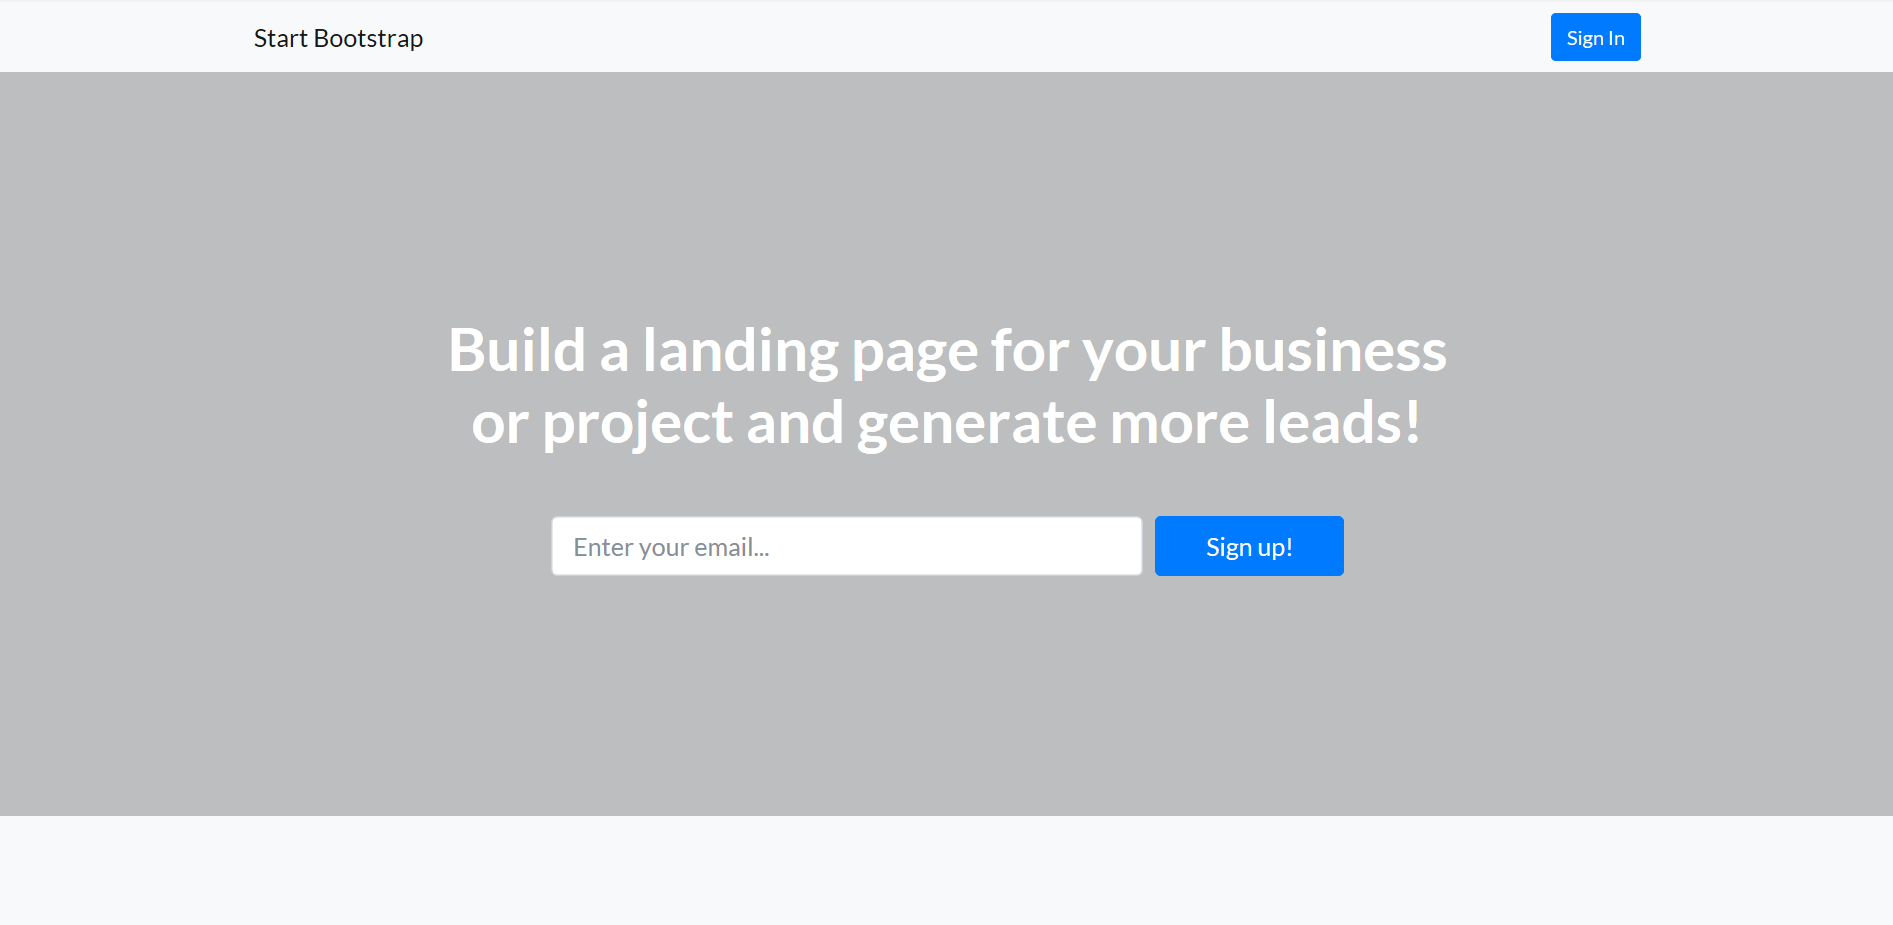 Start Bootstrap
Sign In
Build a landing page for your business
or project and generate more leads!
Enter your email...
Sign up!